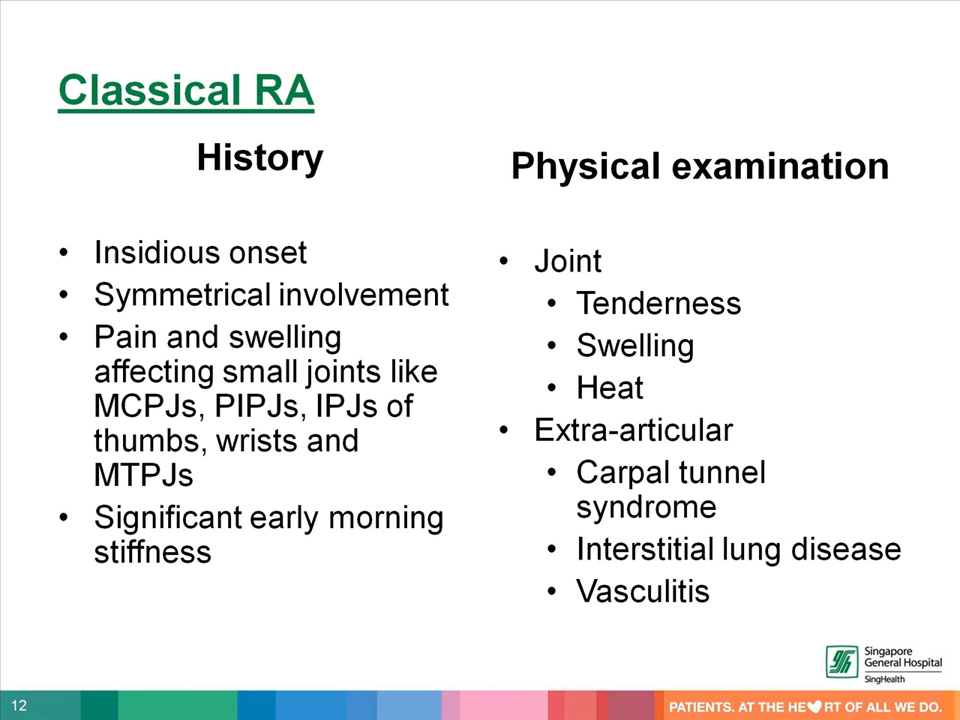 Classical RA
History
• Insidious onset
• Symmetrical involvement
• Pain and swelling
affecting small joints like
MCPJs, PIPJs, IPJs of
thumbs, wrists and
MTPJs
• Significant early morning
stiffness
Physical examination
• Joint
• Tenderness
• Swelling
• Heat
• Extra-articular
• Carpal tunnel
syndrome
• Interstitial lung disease
• Vasculitis
Singapore
General Hospital
SingHealth
12
PATIENTS. AT THE HE♥RT OF ALL WE DO.